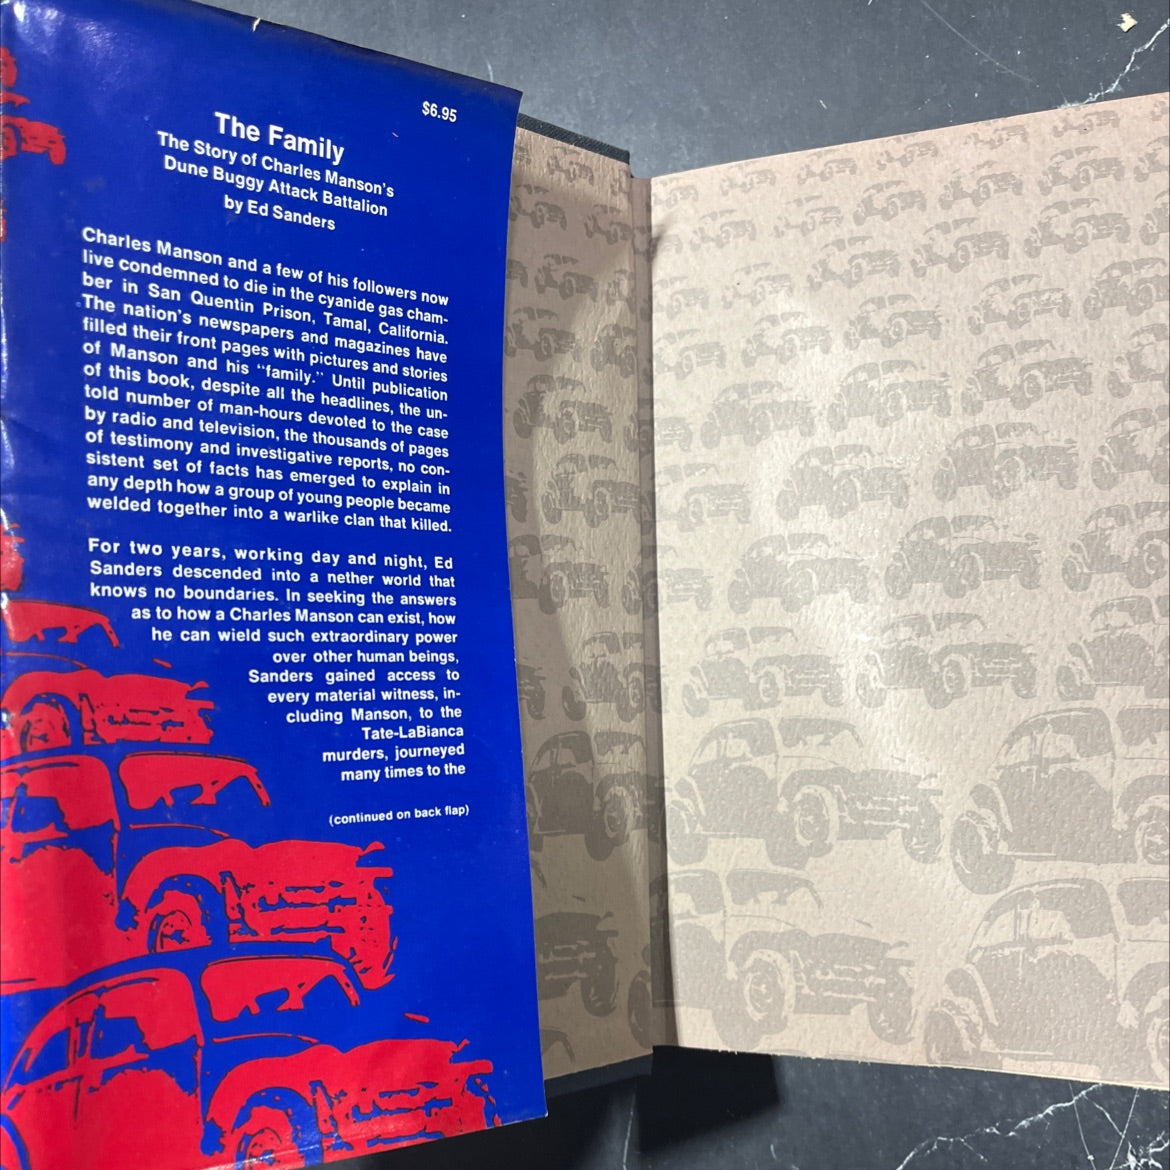 $6.95
The Family
The Story of Charles Manson's
Dune Buggy Attack Battalion
by Ed Sanders
Charles Manson and a few of his followers now
live condemned to die in the cyanide gas cham-
ber in San Quentin Prison, Tamal, California.
The nation's newspapers and magazines have
filled their front pages with pictures and stories
of Manson and his "family." Until publication
of this book, despite all the headlines, the un-
told number of man-hours devoted to the case
by radio and television, the thousands of pages
of testimony and investigative reports, no con-
sistent set of facts has emerged to explain in
any depth how a group of young people became
welded together into a warlike clan that killed.
For two years, working day and night, Ed
Sanders descended into a nether world that
knows no boundaries. In seeking the answers
as to how a Charles Manson can exist, how
he can wield such extraordinary power
over other human beings,
Sanders gained access to
every material witness, in-
cluding Manson, to the
Tate-LaBianca
murders, journeyed
many times to the
(continued on back flap)